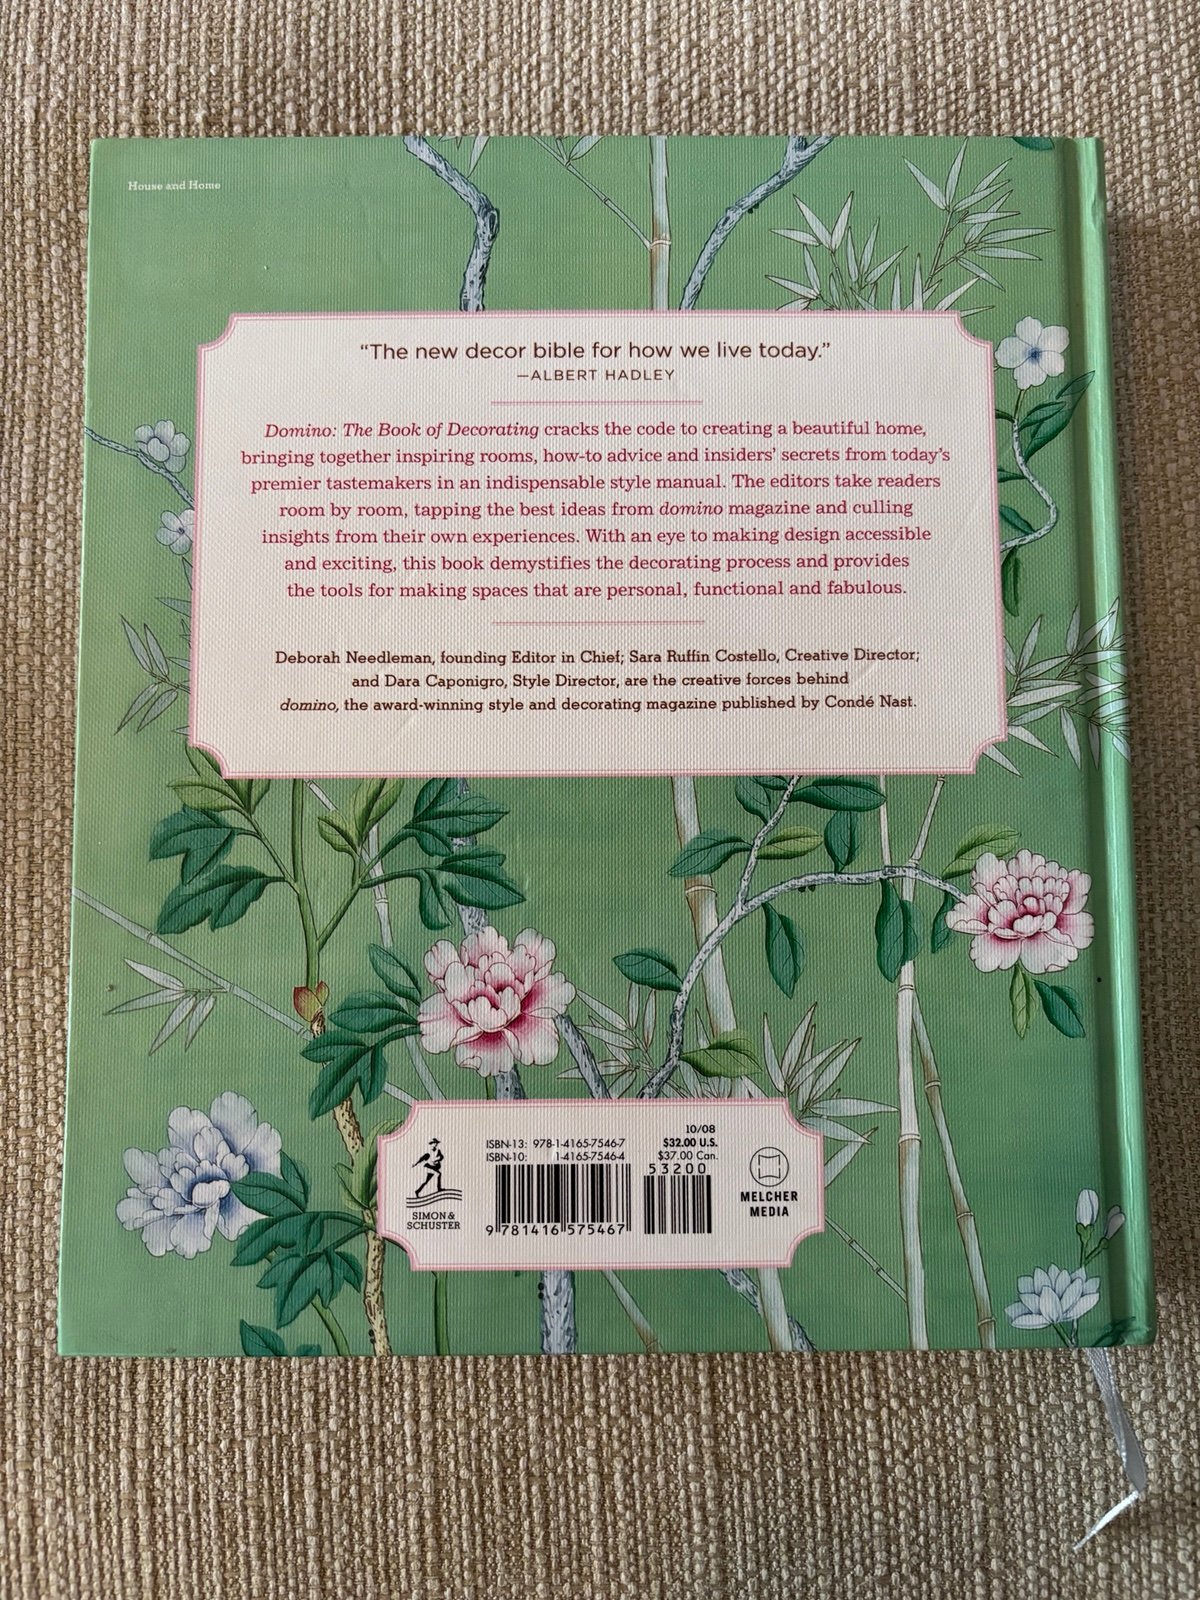 House and Home
“The new decor bible for how we live today.”
—ALBERT HADLEY
Domino: The Book of Decorating cracks the code to creating a beautiful home,
bringing together inspiring rooms, how-to advice and insiders’ secrets from today’s
premier tastemakers in an indispensable style manual. The editors take readers
room by room, tapping the best ideas from domino magazine and culling
insights from their own experiences. With an eye to making design accessible
and exciting, this book demystifies the decorating process and provides
the tools for making spaces that are personal, functional and fabulous.
Deborah Needleman, founding Editor in Chief; Sara Ruffin Costello, Creative Director;
and Dara Caponigro, Style Director, are the creative forces behind
domino, the award-winning style and decorating magazine published by Condé Nast.
SIMON &
SCHUSTER
ISBN-13: 978-1-4165-7546-7
ISBN-10: 1-4165-7546-4
9 781416 575467
10/08
$32.00 U.S.
$37.00 Can.
53200
MELCHER
MEDIA